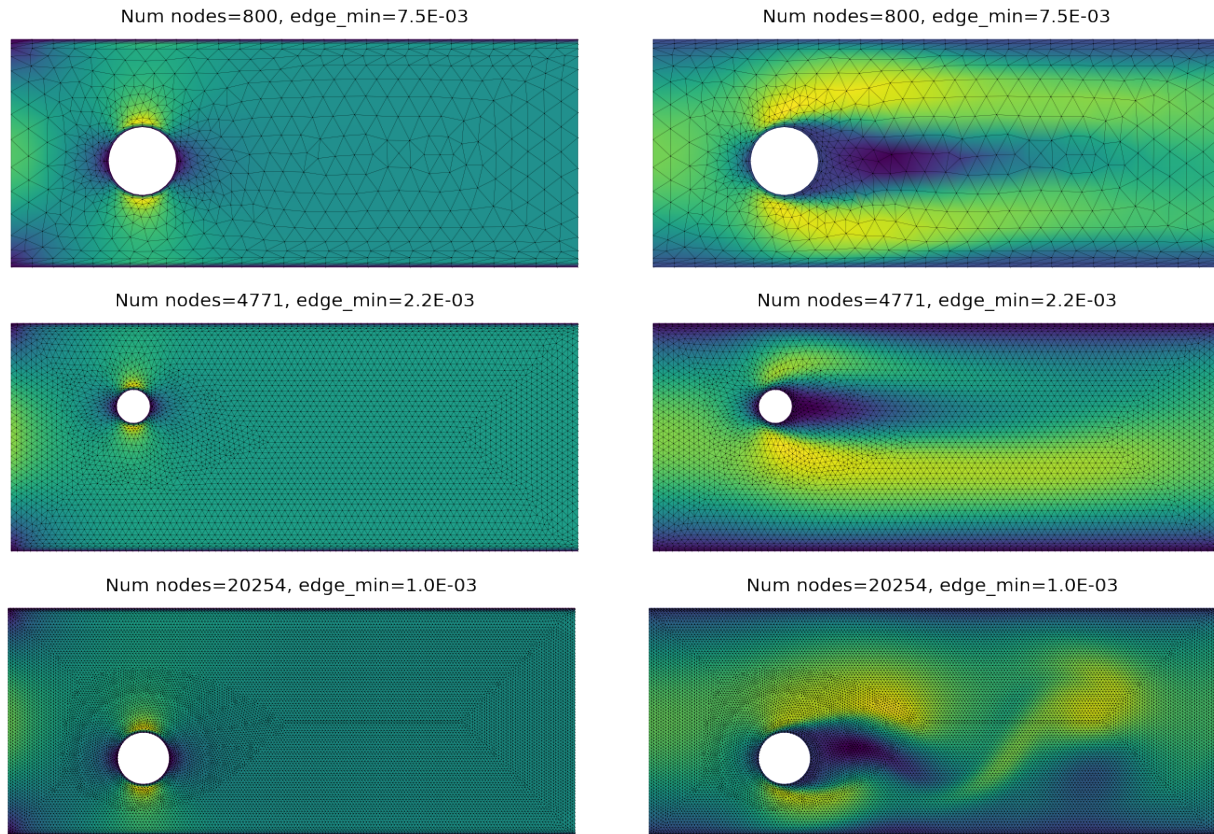 Num nodes=800, edge_min=7.5E-03
Num nodes=800, edge_min=7.5E-03
Num nodes=4771, edge_min=2.2E-03
Num nodes=4771, edge_min=2.2E-03
Num nodes=20254, edge_min=1.0E-03
Num nodes=20254, edge_min=1.0E-03